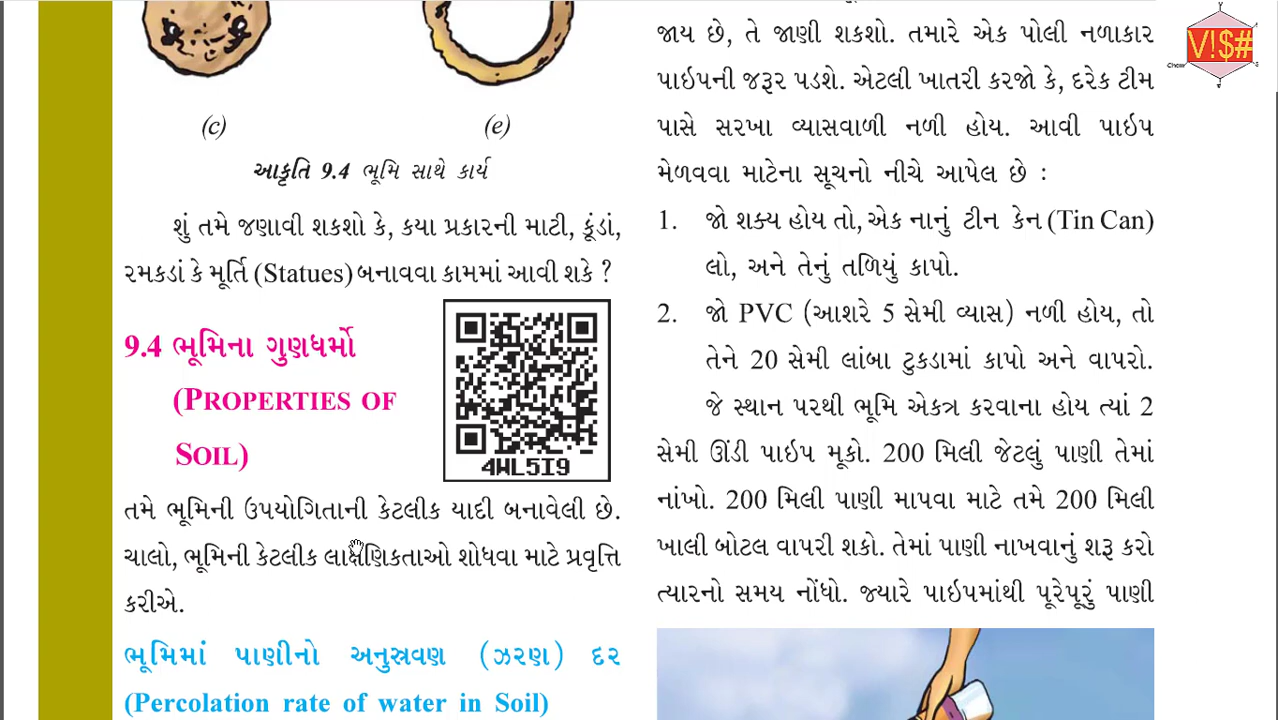 (c)
(e)
આકૃતિ 9.4 ભૂમિ સાથે કાર્ય
શું તમે જણાવી શકશો કે, કયા પ્રકારની માટી, કૂંડાં,
રમકડાં કે મૂર્તિ (Statues) બનાવવા કામમાં આવી શકે ?
9.4 ભૂમિના ગુણધર્મો
(PROPERTIES OF
SOIL)
4WL5I9
તમે ભૂમિની ઉપયોગિતાની કેટલીક યાદી બનાવેલી છે.
ચાલો, ભૂમિની કેટલીક લાક્ષણિકતાઓ શોધવા માટે પ્રવૃત્તિ
કરીએ.
ભૂમિમાં પાણીનો અનુસ્રવણ (ઝરણ) દર
(Percolation rate of water in Soil)
જાય છે, તે જાણી શકશો. તમારે એક પોલી નળાકાર
પાઇપની જરૂર પડશે. એટલી ખાતરી કરજો કે, દરેક ટીમ
પાસે સરખા વ્યાસવાળી નળી હોય. આવી પાઇપ
મેળવવા માટેના સૂચનો નીચે આપેલ છે :
1. જો શક્ય હોય તો, એક નાનું ટીન કેન (Tin Can)
લો, અને તેનું તળિયું કાપો.
2. જો PVC (આશરે 5 સેમી વ્યાસ) નળી હોય, તો
તેને 20 સેમી લાંબા ટુકડામાં કાપો અને વાપરો.
જે સ્થાન પરથી ભૂમિ એકત્ર કરવાના હોય ત્યાં 2
સેમી ઊંડી પાઇપ મૂકો. 200 મિલી જેટલું પાણી તેમાં
નાંખો. 200 મિલી પાણી માપવા માટે તમે 200 મિલી
ખાલી બોટલ વાપરી શકો. તેમાં પાણી નાખવાનું શરૂ કરો
ત્યારનો સમય નોંધો. જ્યારે પાઇપમાંથી પૂરેપૂરું પાણી
V!$#